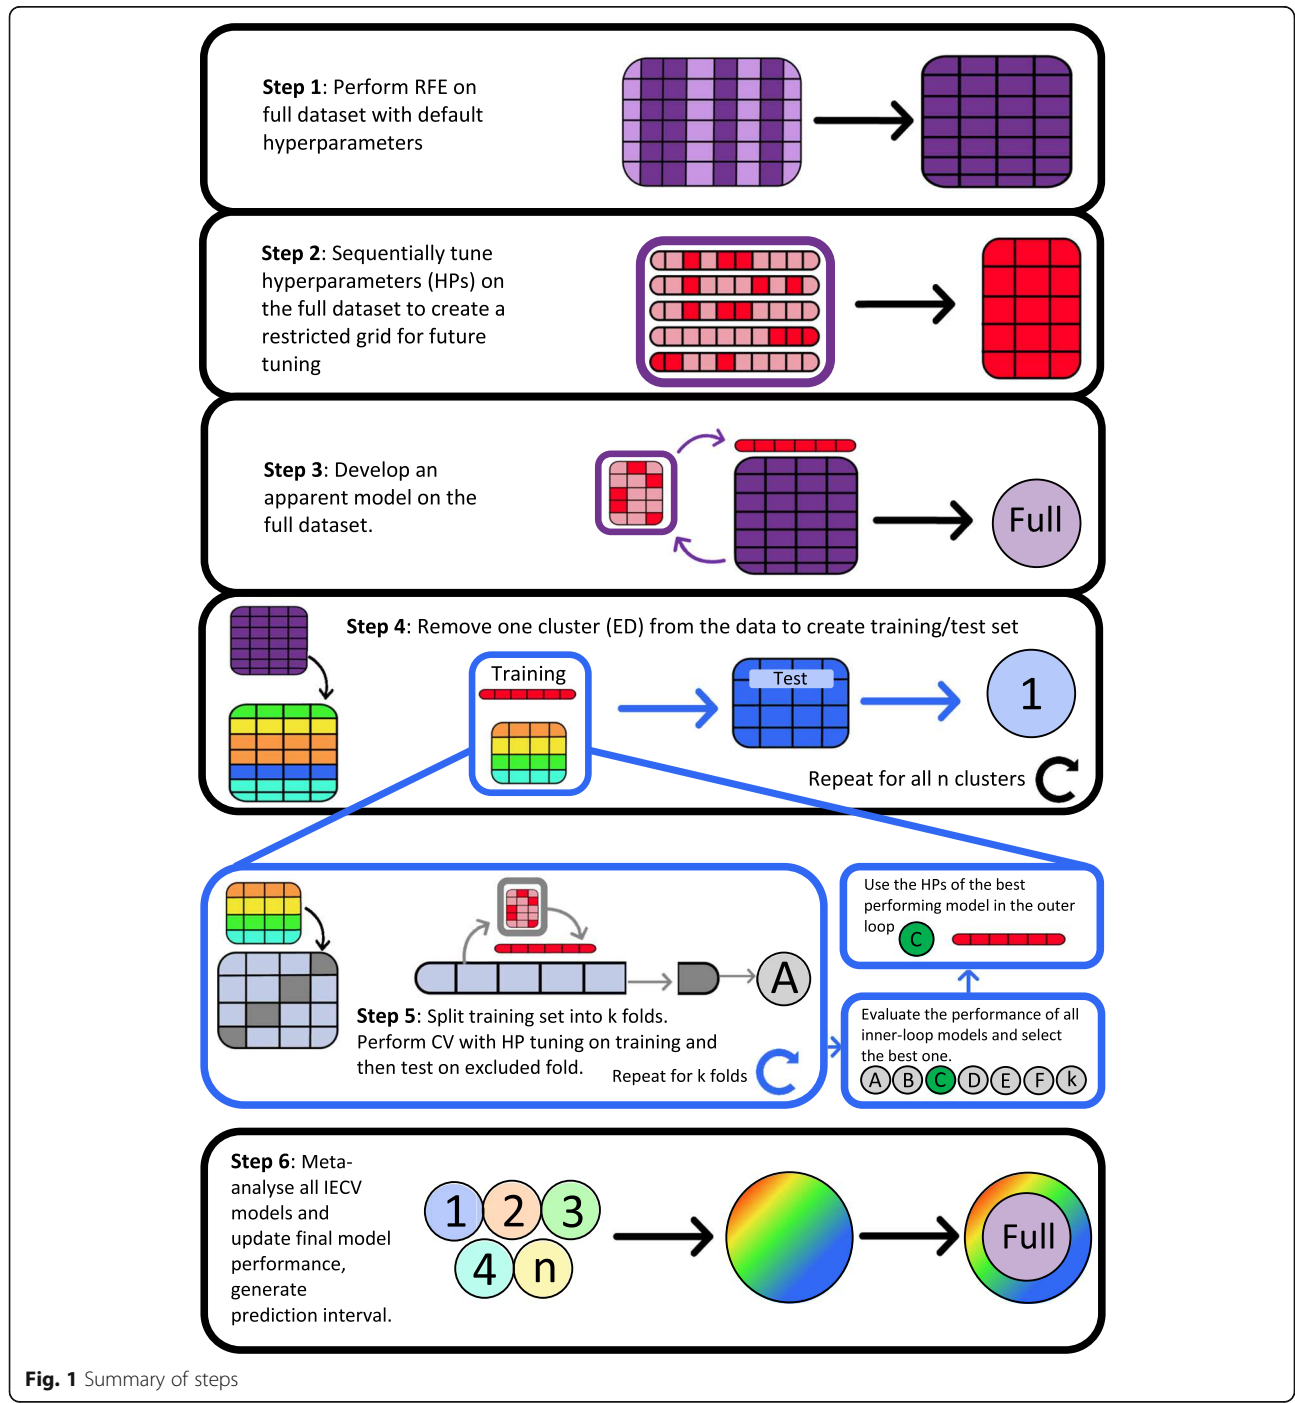 Step 1: Perform RFE on
full dataset with default
hyperparameters
Step 2: Sequentially tune
hyperparameters (HPs) on
the full dataset to create a
restricted grid for future
tuning
Step 3: Develop an
apparent model on the
full dataset.
Full
Step 4: Remove one cluster (ED) from the data to create training/test set
Training
Test
1
Repeat for all n clusters
A
Step 5: Split training set into k folds.
Perform CV with HP tuning on training and
then test on excluded fold.
Repeat for k folds
Use the HPs of the best
performing model in the outer
loop
C
Evaluate the performance of all
inner-loop models and select
the best one.
A B C D E F k
Step 6: Meta-
analyse all IECV
models and
update final model
performance,
generate
prediction interval.
1 2 3
4 n
Full
Fig. 1 Summary of steps